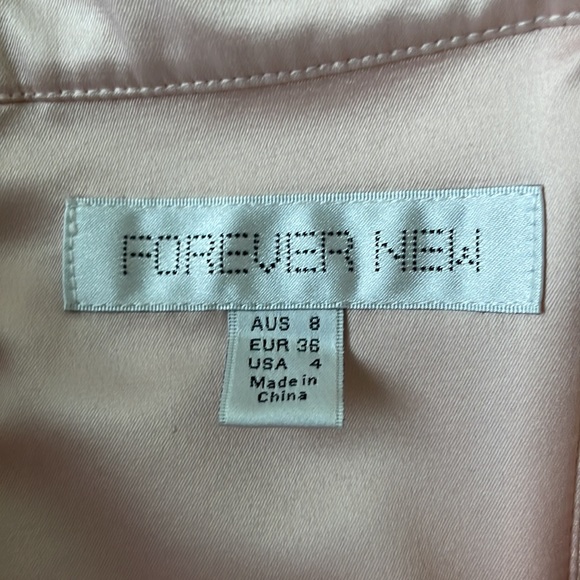 FOREVER NEW
AUS 8
EUR 36
USA 4
Made in
China